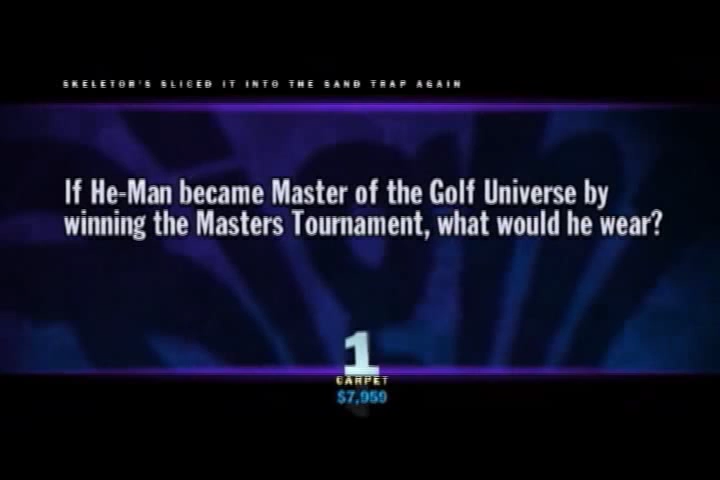 SKELETOR'S SLICED IT INTO THE SAND TRAP AGAIN
If He-Man became Master of the Golf Universe by
winning the Masters Tournament, what would he wear?
1
CARPET
$7,959